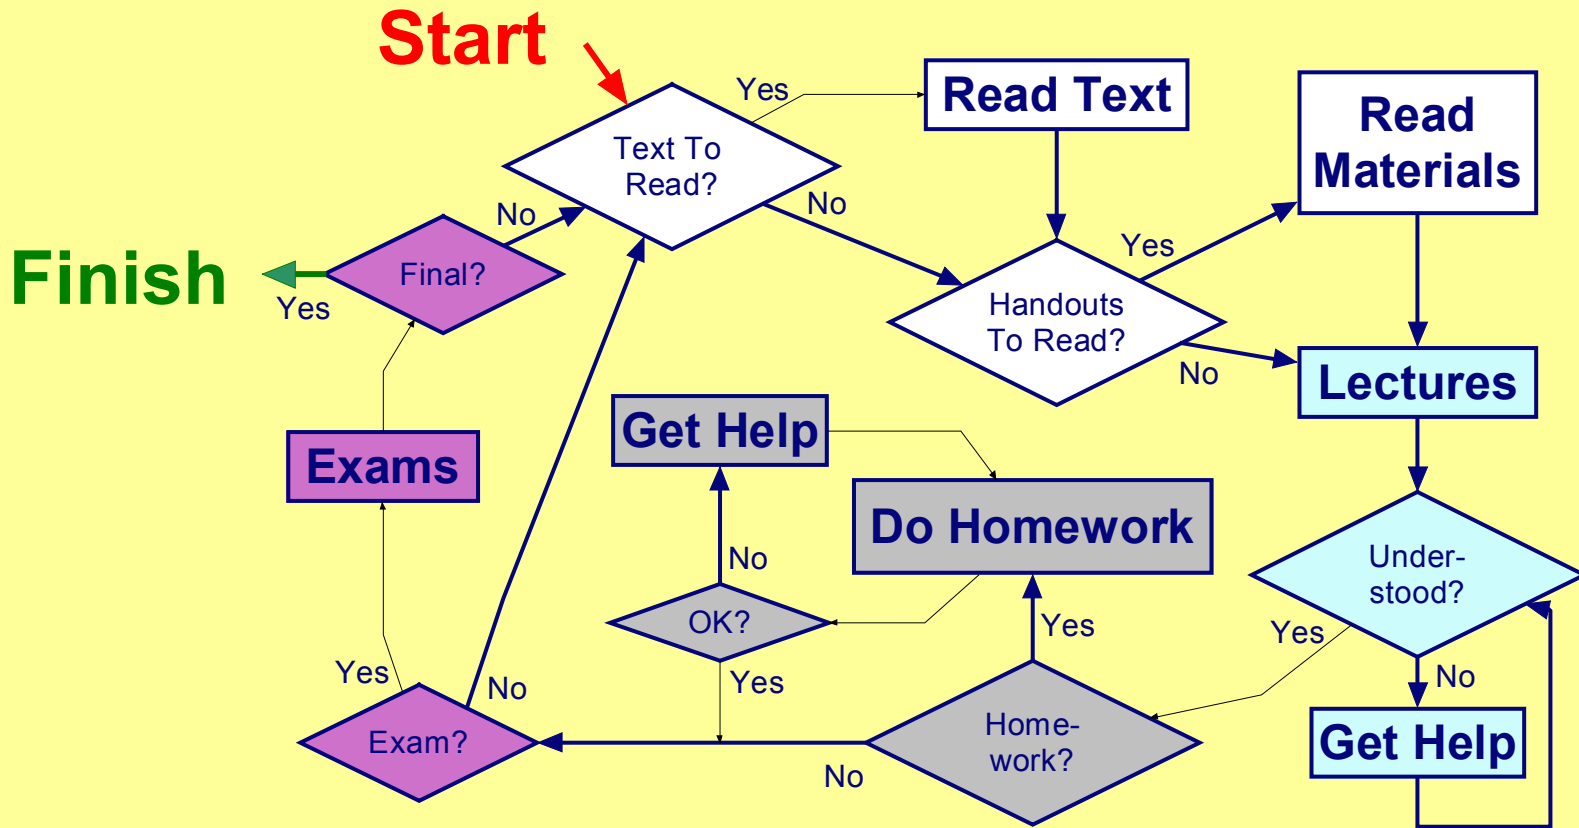 Start
Yes
Read Text
Read
Materials
Text To
Read?
No
No
Yes
Finish
Yes
Final?
Handouts
To Read?
No
Lectures
Get Help
Exams
Do Homework
No
Under-
stood?
OK?
Yes
Yes
Yes
No
Yes
No
Exam?
Home-
work?
No
Get Help